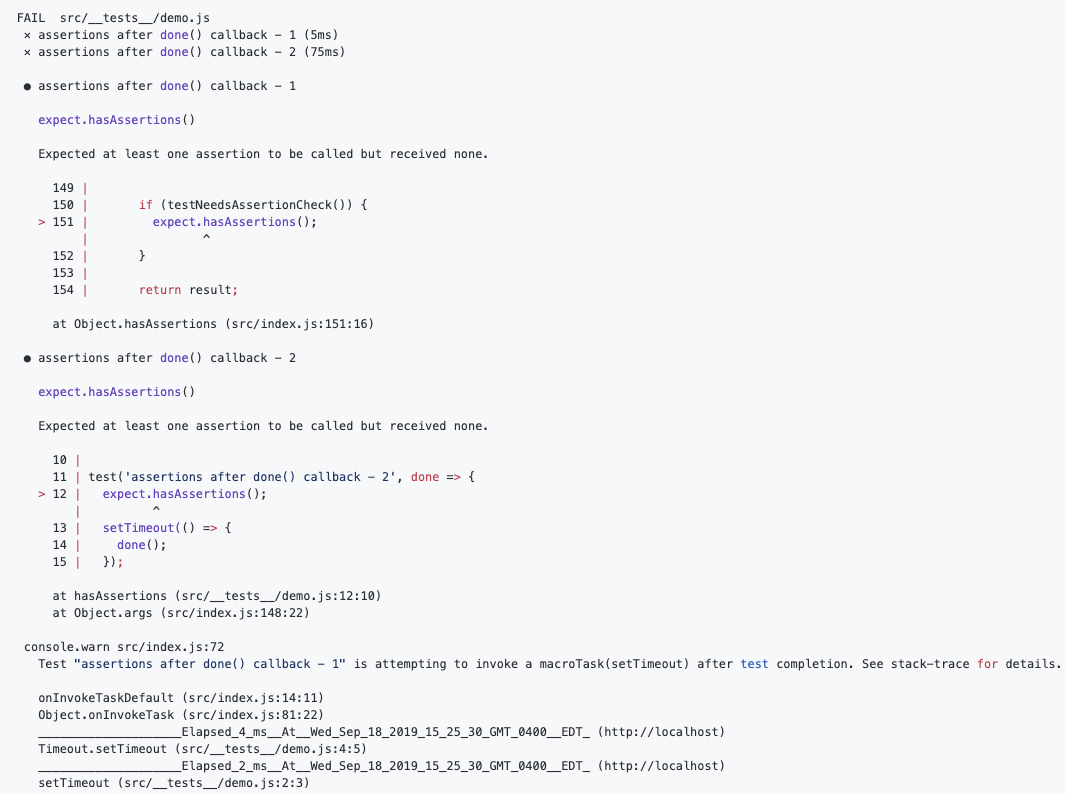 FAIL  src/__tests__/demo.js
× assertions after done() callback – 1 (5ms)
× assertions after done() callback – 2 (75ms)
● assertions after done() callback – 1
expect.hasAssertions()
Expected at least one assertion to be called but received none.
149 |
150 |       if (testNeedsAssertionCheck()) {
> 151 |         expect.hasAssertions();
|                ^
152 |       }
153 |
154 |       return result;
at Object.hasAssertions (src/index.js:151:16)
● assertions after done() callback – 2
expect.hasAssertions()
Expected at least one assertion to be called but received none.
10 |
11 | test('assertions after done() callback – 2', done => {
> 12 |   expect.hasAssertions();
|          ^
13 |   setTimeout(() => {
14 |     done();
15 |   });
at hasAssertions (src/__tests__/demo.js:12:10)
at Object.args (src/index.js:148:22)
console.warn src/index.js:72
Test "assertions after done() callback – 1" is attempting to invoke a macroTask(setTimeout) after test completion. See stack-trace for details.
onInvokeTaskDefault (src/index.js:14:11)
Object.onInvokeTask (src/index.js:81:22)
____________________Elapsed_4_ms__At__Wed_Sep_18_2019_15_25_30_GMT_0400__EDT_ (http://localhost)
Timeout.setTimeout (src/__tests__/demo.js:4:5)
____________________Elapsed_2_ms__At__Wed_Sep_18_2019_15_25_30_GMT_0400__EDT_ (http://localhost)
setTimeout (src/__tests__/demo.js:2:3)